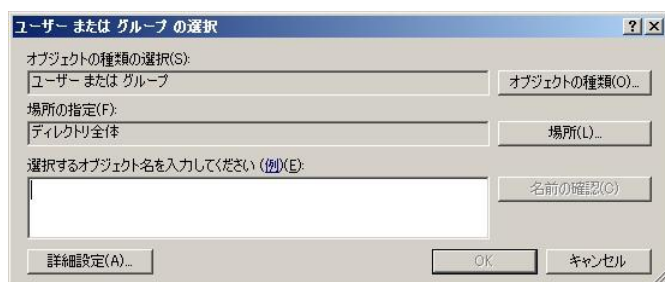 ユーザー または グループ の選択
オブジェクトの種類の選択(S):
ユーザー または グループ
オブジェクトの種類(O)...
場所の指定(F):
ディレクトリ全体
場所(L)...
選択するオブジェクト名を入力してください (例)(E):
名前の確認(C)
詳細設定(A)...
OK
キャンセル